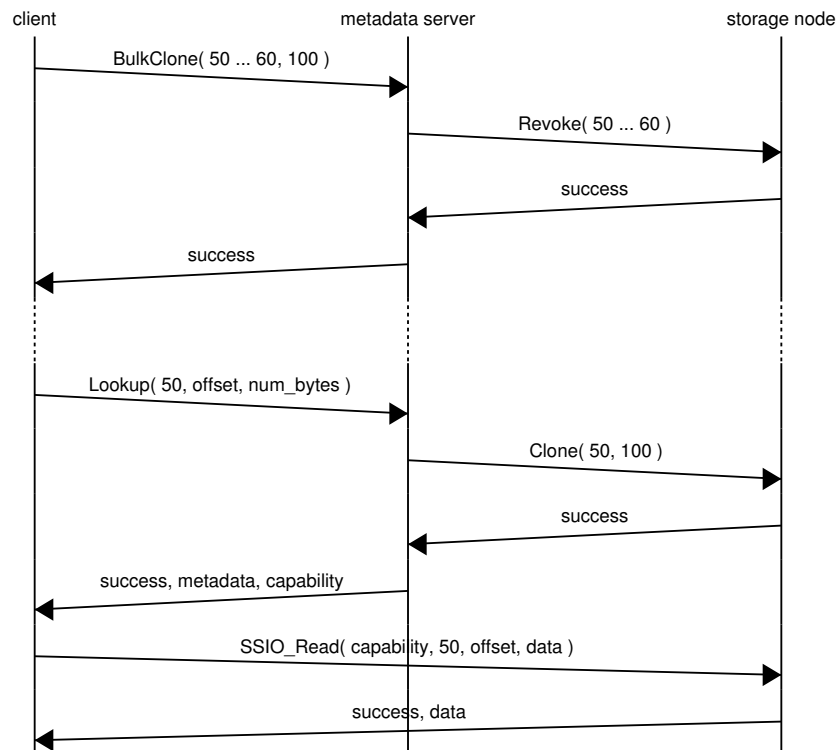 client metadata server storage node
BulkClone( 50 ... 60, 100 )
Revoke( 50 ... 60 )
success
success
Lookup( 50, offset, num_bytes )
Clone( 50, 100 )
success
success, metadata, capability
SSIO_Read( capability, 50, offset, data )
success, data